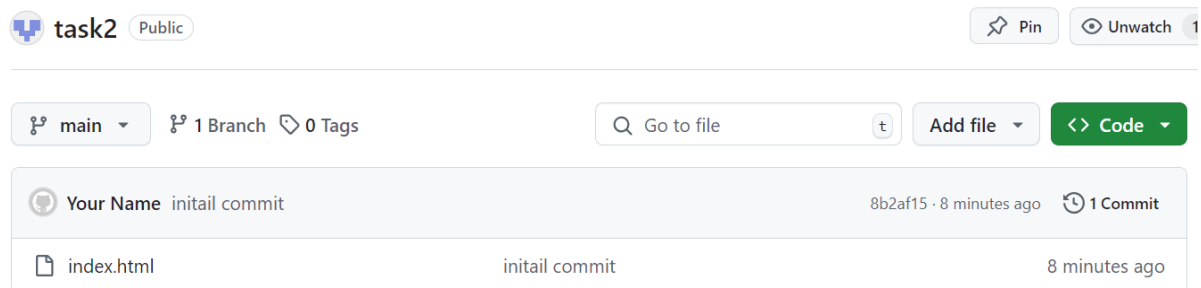 task2 Public Pin Unwatch 1
main 1 Branch 0 Tags Go to file t Add file Code
Your Name initail commit 8b2af15 · 8 minutes ago 1 Commit
index.html initail commit 8 minutes ago